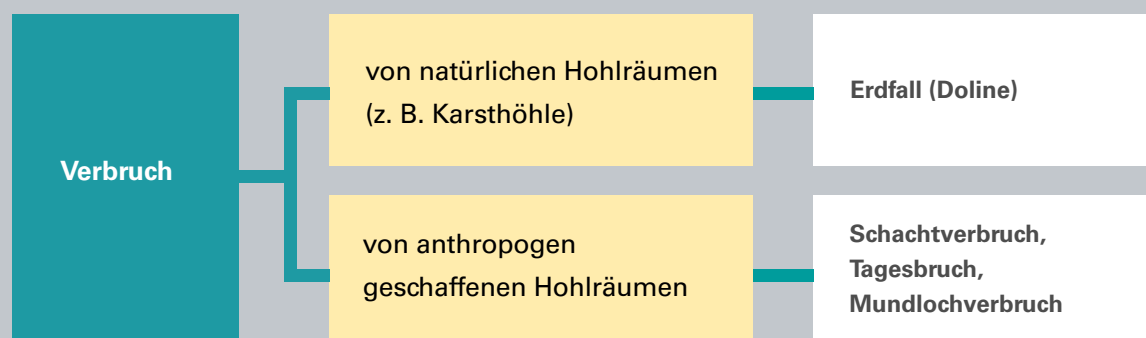 Verbruch
von natürlichen Hohlräumen
(z. B. Karsthöhle)
Erdfall (Doline)
von anthropogen
geschaffenen Hohlräumen
Schachtverbruch,
Tagesbruch,
Mundlochverbruch